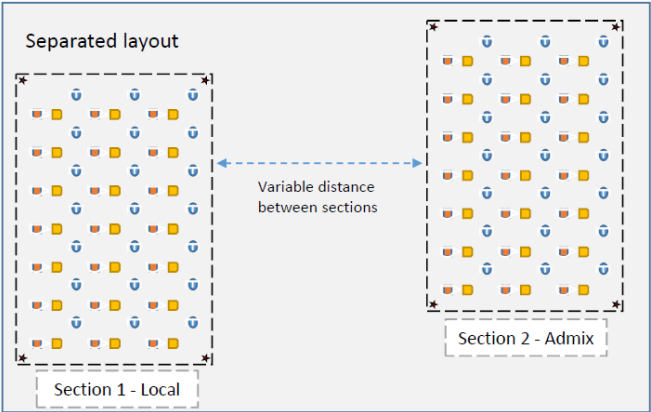 Separated layout
Variable distance
between sections
Section 2 - Admix
Section 1 - Local